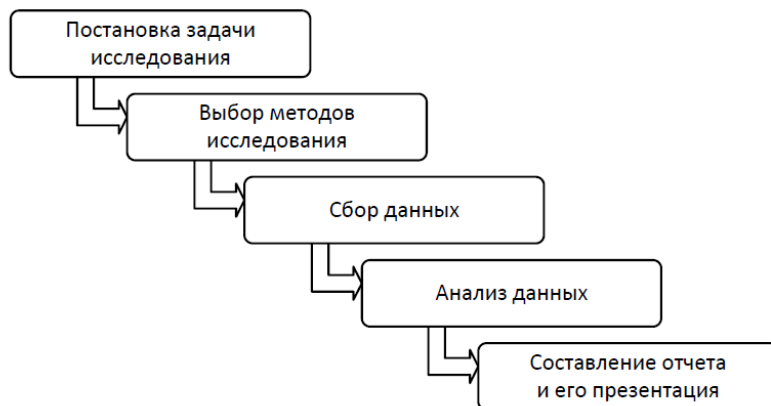 Постановка задачи
исследования
Выбор методов
исследования
Сбор данных
Анализ данных
Составление отчета
и его презентация